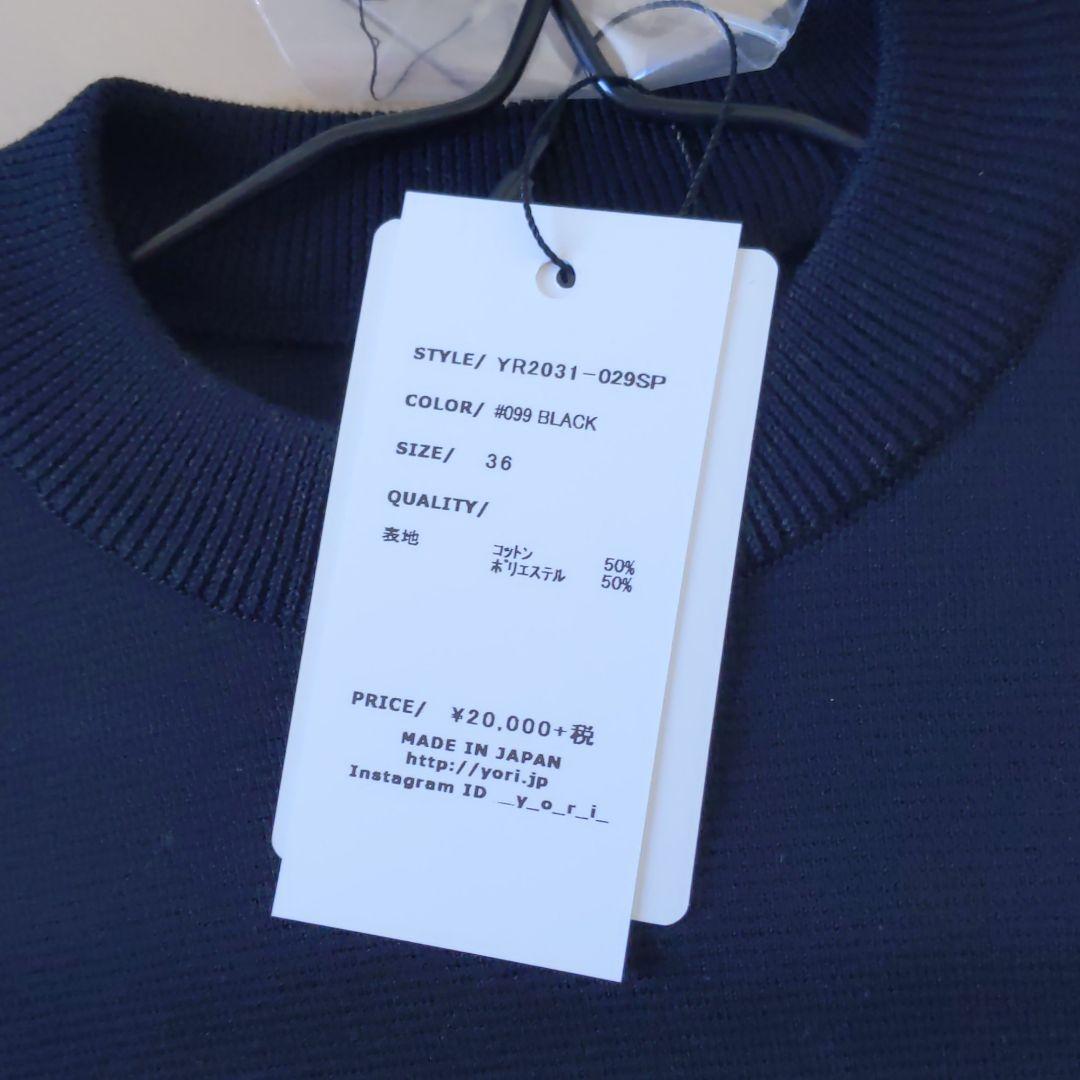 STYLE/ YR2031-029SP
COLOR/ #099 BLACK
SIZE/ 36
QUALITY/
表地 コットン 50%
ポリエステル 50%
PRICE/ ¥20,000+税
MADE IN JAPAN
http://yori.jp
Instagram ID _y_o_r_i_